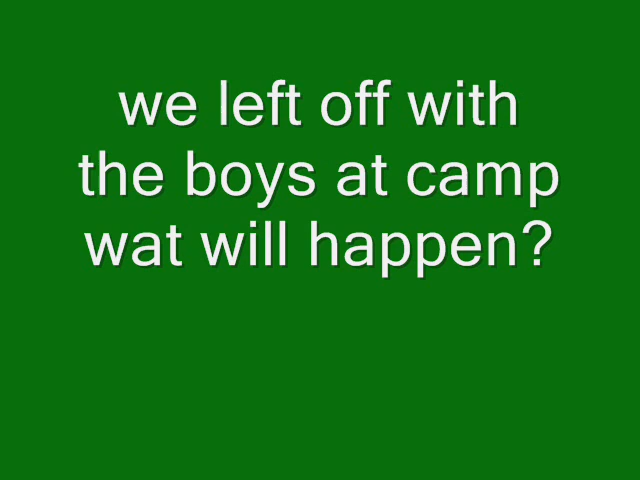 we left off with
the boys at camp
wat will happen?